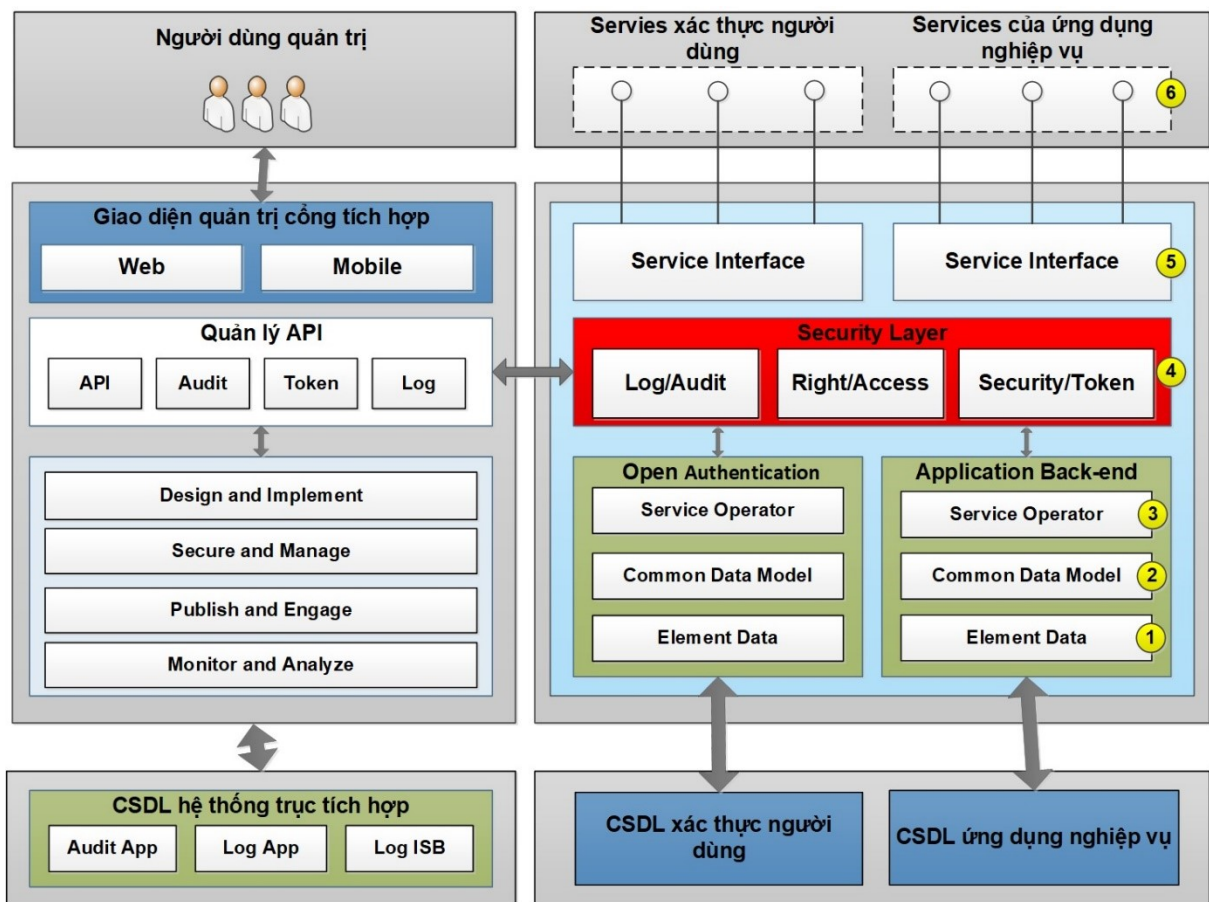 Người dùng quản trị
Servies xác thực người
dùng
Services của ứng dụng
nghiệp vụ
6
Giao diện quản trị cổng tích hợp
Web
Mobile
Quản lý API
API
Audit
Token
Log
Design and Implement
Secure and Manage
Publish and Engage
Monitor and Analyze
CSDL hệ thống trục tích hợp
Audit App
Log App
Log ISB
Service Interface
Service Interface
5
Security Layer
Log/Audit
Right/Access
Security/Token
4
Open Authentication
Service Operator
Common Data Model
Element Data
Application Back-end
Service Operator
3
Common Data Model
2
Element Data
1
CSDL xác thực người
dùng
CSDL ứng dụng nghiệp vụ